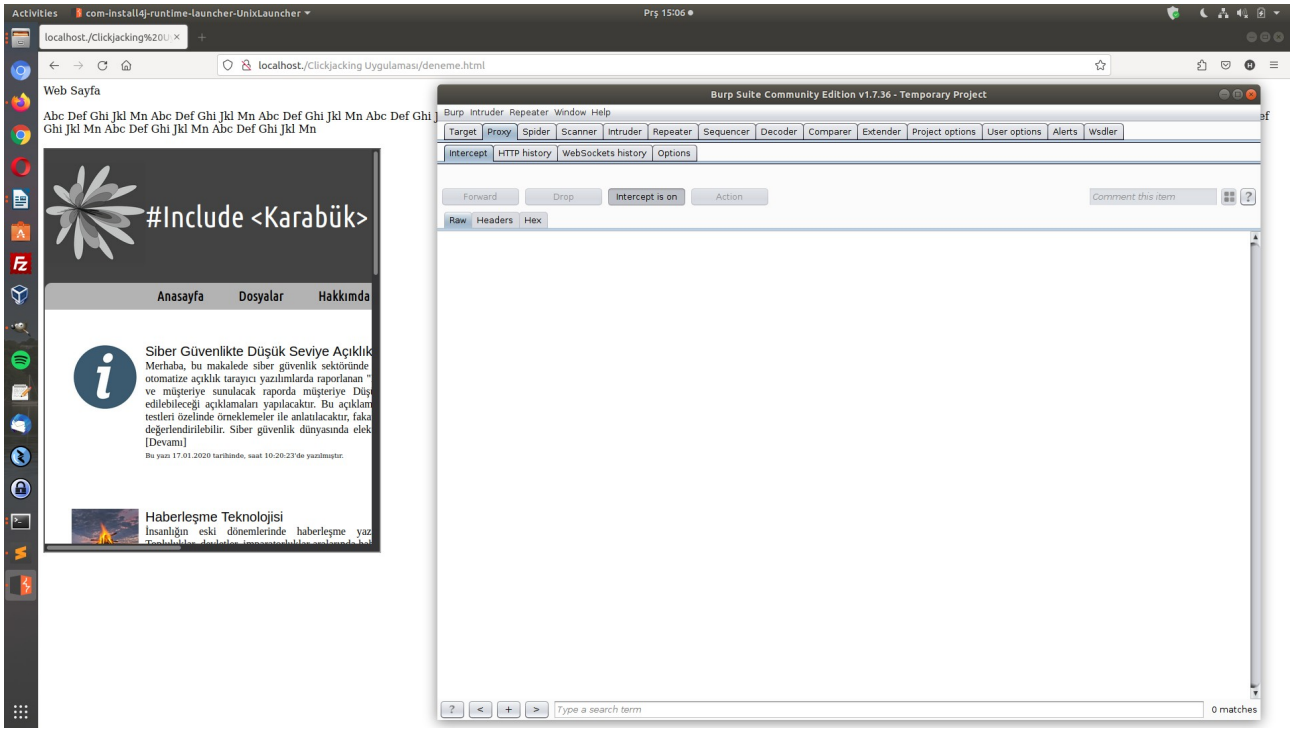 Activities com-install4j-runtime-launcher-UnixLauncher Prş 15:06
localhost./Clickjacking%20U
localhost./Clickjacking Uygulaması/deneme.html
Web Sayfa
Abc Def Ghi Jkl Mn Abc Def Ghi Jkl Mn Abc Def Ghi Jkl Mn Abc Def Ghi J ef
Ghi Jkl Mn Abc Def Ghi Jkl Mn Abc Def Ghi Jkl Mn
#Include <Karabük>
Anasayfa Dosyalar Hakkımda
Siber Güvenlikte Düşük Seviye Açıklık
Merhaba, bu makalede siber güvenlik sektöründe
otomatize açıklık tarayıcı yazılımlarda raporlanan "
ve müşteriye sunulacak raporda müşteriye Düş
edilebileceği açıklamaları yapılacaktır. Bu açıklam
testleri özelinde örneklemeler ile anlatılacaktır, faka
değerlendirilebilir. Siber güvenlik dünyasında elek
[Devamı]
Bu yazı 17.01.2020 tarihinde, saat 10:20:23'de yazılmıştır.
Haberleşme Teknolojisi
İnsanlığın eski dönemlerinde haberleşme yaz
Topluluklar, devletler, imparatorluklar aralarında hab
Burp Suite Community Edition v1.7.36 - Temporary Project
Burp Intruder Repeater Window Help
Target Proxy Spider Scanner Intruder Repeater Sequencer Decoder Comparer Extender Project options User options Alerts Wsdler
Intercept HTTP history WebSockets history Options
Forward Drop Intercept is on Action Comment this item ?
Raw Headers Hex
? < + > Type a search term 0 matches